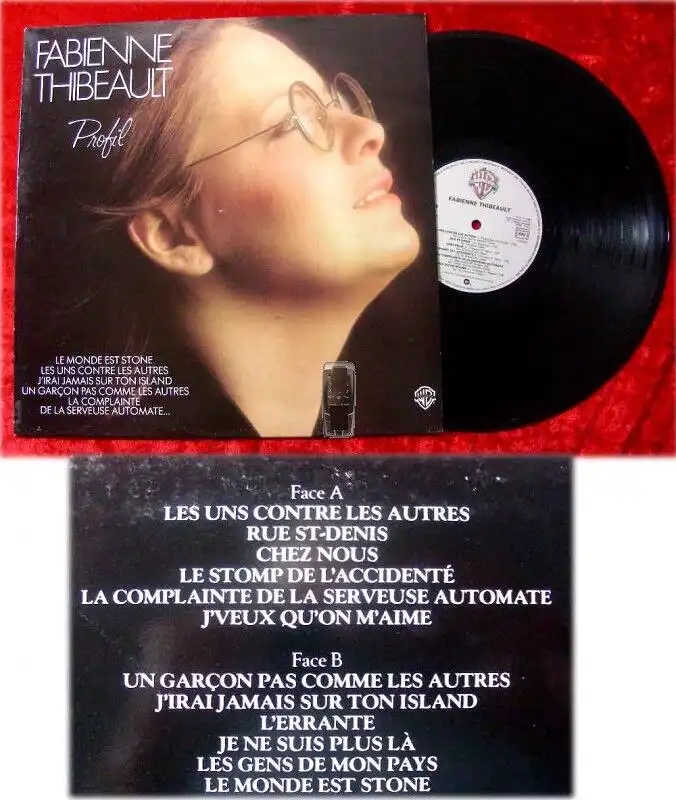 FABIENNE
THIBEAULT
Profil
LE MONDE EST STONE
LES UNS CONTRE LES AUTRES
J'IRAI JAMAIS SUR TON ISLAND
UN GARÇON PAS COMME LES AUTRES
LA COMPLAINTE
DE LA SERVEUSE AUTOMATE...
FABIENNE THIBEAULT
Face A
LES UNS CONTRE LES AUTRES
RUE ST-DENIS
CHEZ NOUS
LE STOMP DE L'ACCIDENTÉ
LA COMPLAINTE DE LA SERVEUSE AUTOMATE
J'VEUX QU'ON M'AIME
Face B
UN GARÇON PAS COMME LES AUTRES
J'IRAI JAMAIS SUR TON ISLAND
L'ERRANTE
JE NE SUIS PLUS LÀ
LES GENS DE MON PAYS
LE MONDE EST STONE